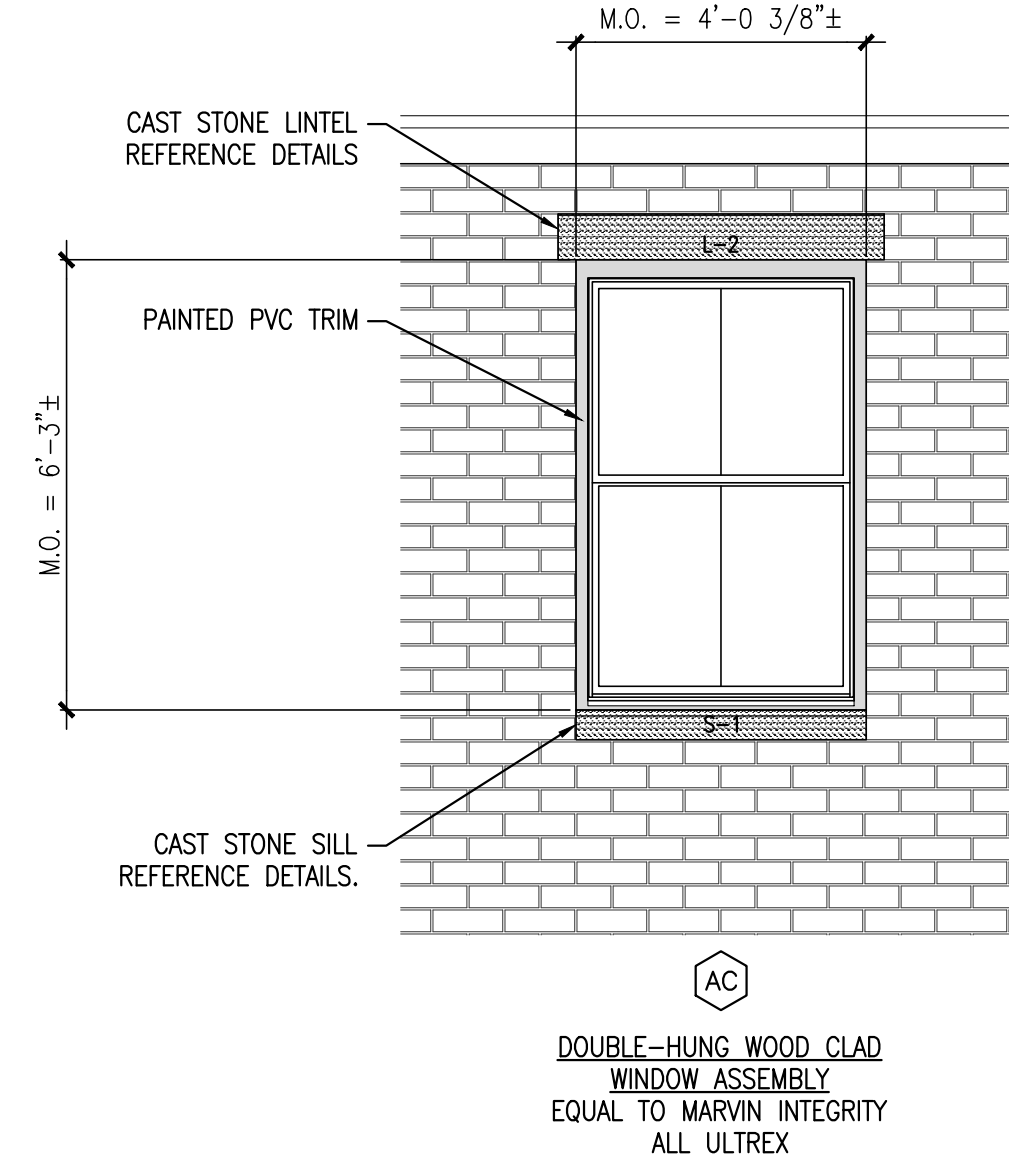 M.O. = 4'-0 3/8"±
CAST STONE LINTEL
REFERENCE DETAILS
L-2
PAINTED PVC TRIM
M.O. = 6'-3"±
S-1
CAST STONE SILL
REFERENCE DETAILS.
AC
DOUBLE-HUNG WOOD CLAD
WINDOW ASSEMBLY
EQUAL TO MARVIN INTEGRITY
ALL ULTREX